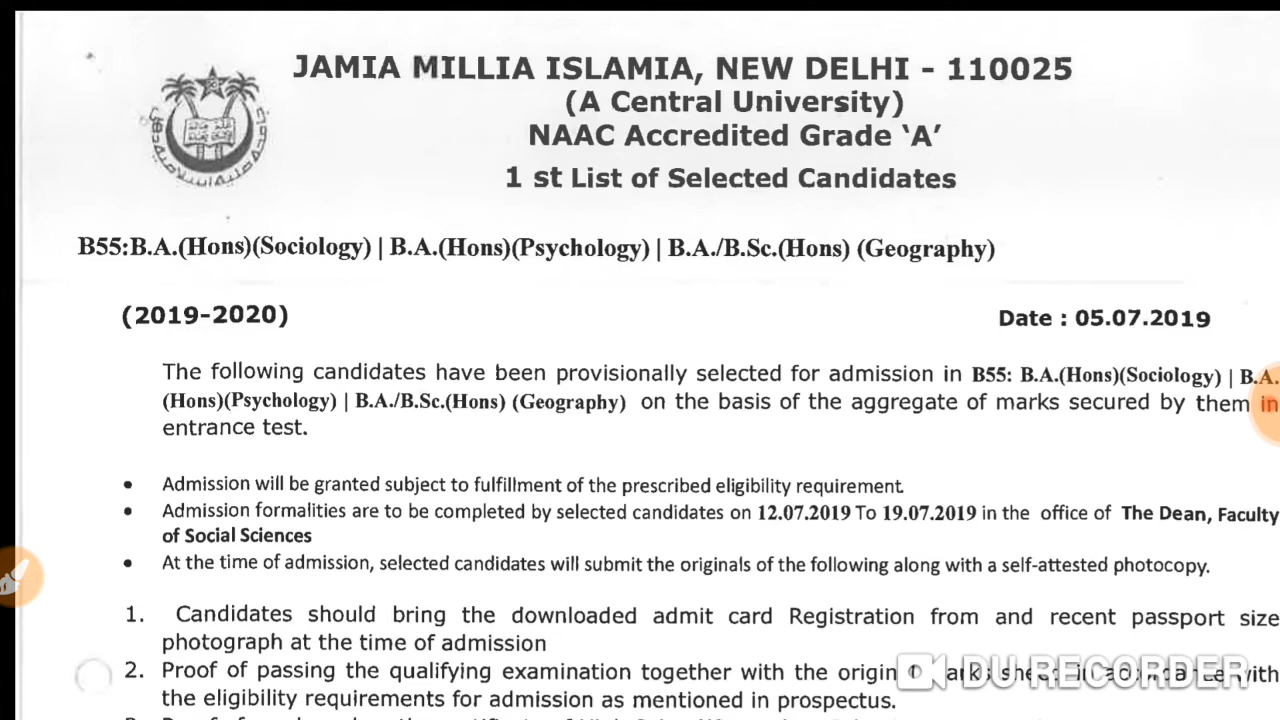 JAMIA MILLIA ISLAMIA, NEW DELHI - 110025
(A Central University)
NAAC Accredited Grade ‘A’
1 st List of Selected Candidates
B55:B.A.(Hons)(Sociology) | B.A.(Hons)(Psychology) | B.A./B.Sc.(Hons) (Geography)
(2019-2020)
Date : 05.07.2019
The following candidates have been provisionally selected for admission in B55: B.A.(Hons)(Sociology) | B.A.
(Hons)(Psychology) | B.A./B.Sc.(Hons) (Geography) on the basis of the aggregate of marks secured by them in
entrance test.
• Admission will be granted subject to fulfillment of the prescribed eligibility requirement.
• Admission formalities are to be completed by selected candidates on 12.07.2019 To 19.07.2019 in the office of The Dean, Faculty
of Social Sciences
• At the time of admission, selected candidates will submit the originals of the following along with a self-attested photocopy.
1. Candidates should bring the downloaded admit card Registration from and recent passport size
photograph at the time of admission
2. Proof of passing the qualifying examination together with the in accordance with
the eligibility requirements for admission as mentioned in prospectus.
DU RECORDER